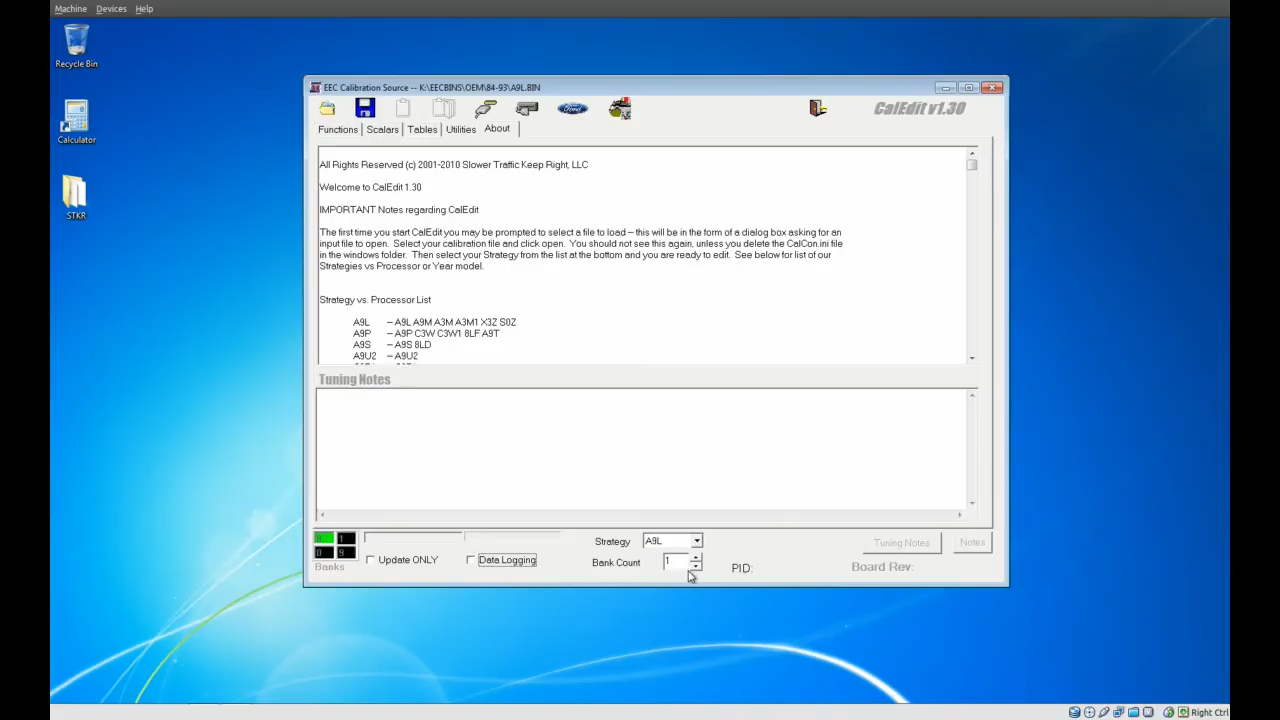 Machine Devices Help
Recycle Bin
Calculator
STKR
EEC Calibration Source -- K:\EECBINS\OEM\84-93\A9L.BIN
Ford
CalEdit v1.30
Functions Scalars Tables Utilities About
All Rights Reserved (c) 2001-2010 Slower Traffic Keep Right, LLC
Welcome to CalEdit 1.30
IMPORTANT Notes regarding CalEdit
The first time you start CalEdit you may be prompted to select a file to load – this will be in the form of a dialog box asking for an
input file to open. Select your calibration file and click open. You should not see this again, unless you delete the CalCon.ini file
in the windows folder. Then select your Strategy from the list at the bottom and you are ready to edit. See below for list of our
Strategies vs Processor or Year model.
Strategy vs. Processor List
A9L – A9L A9M A3M A3M1 X3Z S0Z
A9P – A9P C3W C3W1 8LF A9T
A9S – A9S 8LD
A9U2 – A9U2
Tuning Notes
0 1
0 9
Banks
Update ONLY
Data Logging
Strategy A9L
Bank Count 1
PID:
Tuning Notes
Notes
Board Rev:
Right Ctrl